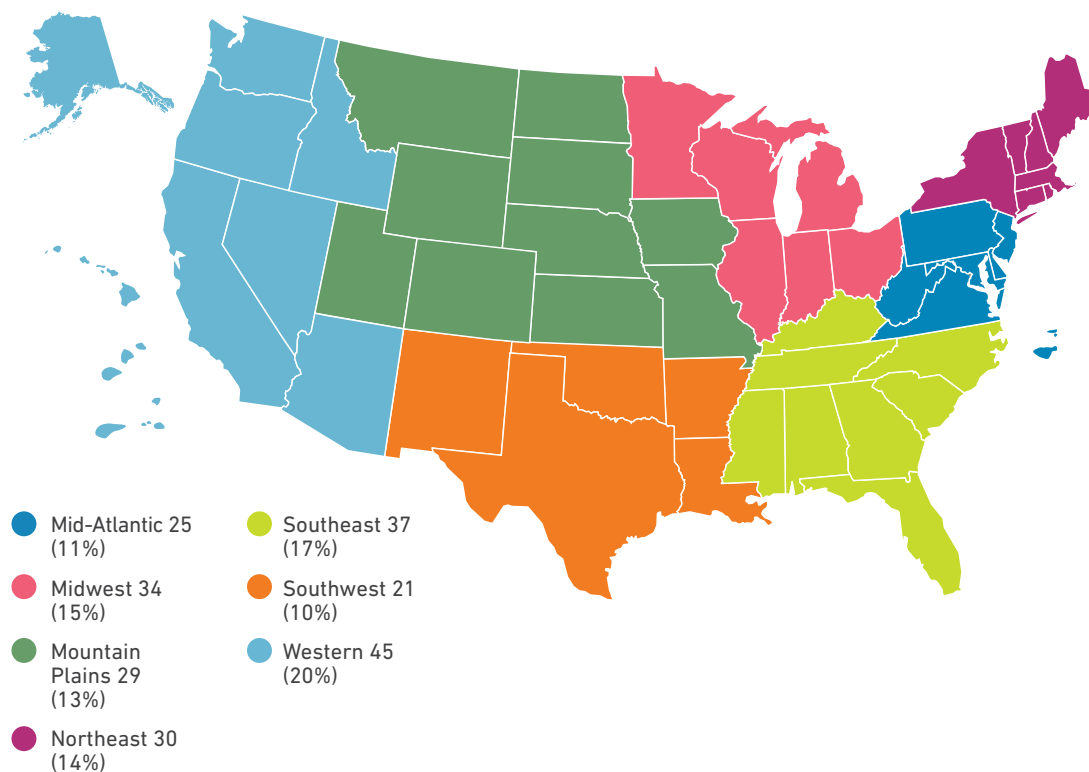 Mid-Atlantic 25
(11%)
Midwest 34
(15%)
Mountain
Plains 29
(13%)
Northeast 30
(14%)
Southeast 37
(17%)
Southwest 21
(10%)
Western 45
(20%)